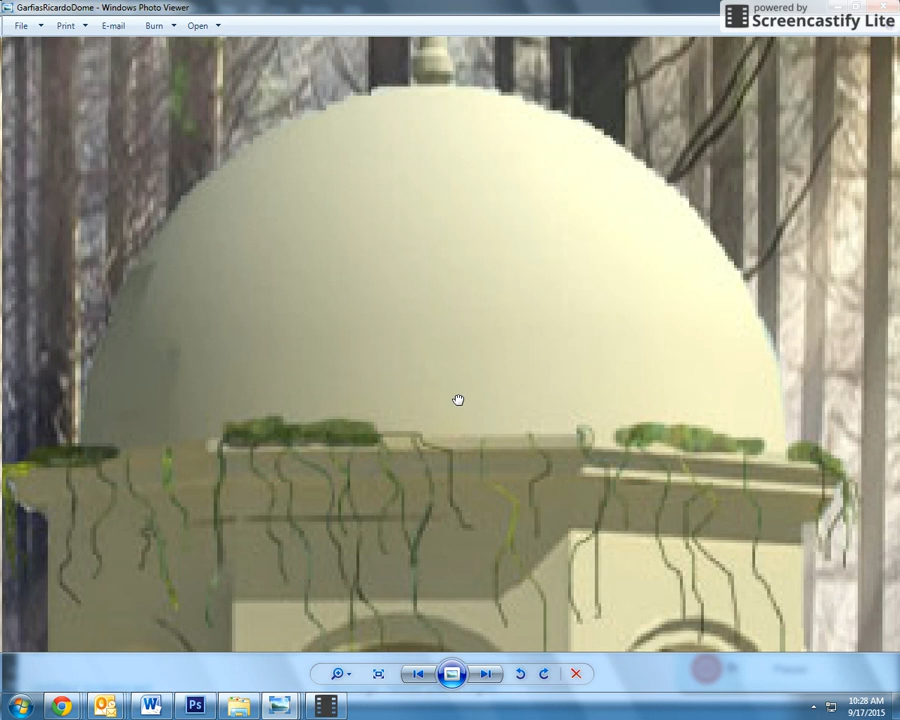 GarfiasRicardoDome - Windows Photo Viewer
powered by
Screencastify Lite
File Print E-mail Burn Open
W
Ps
10:28 AM
9/17/2015